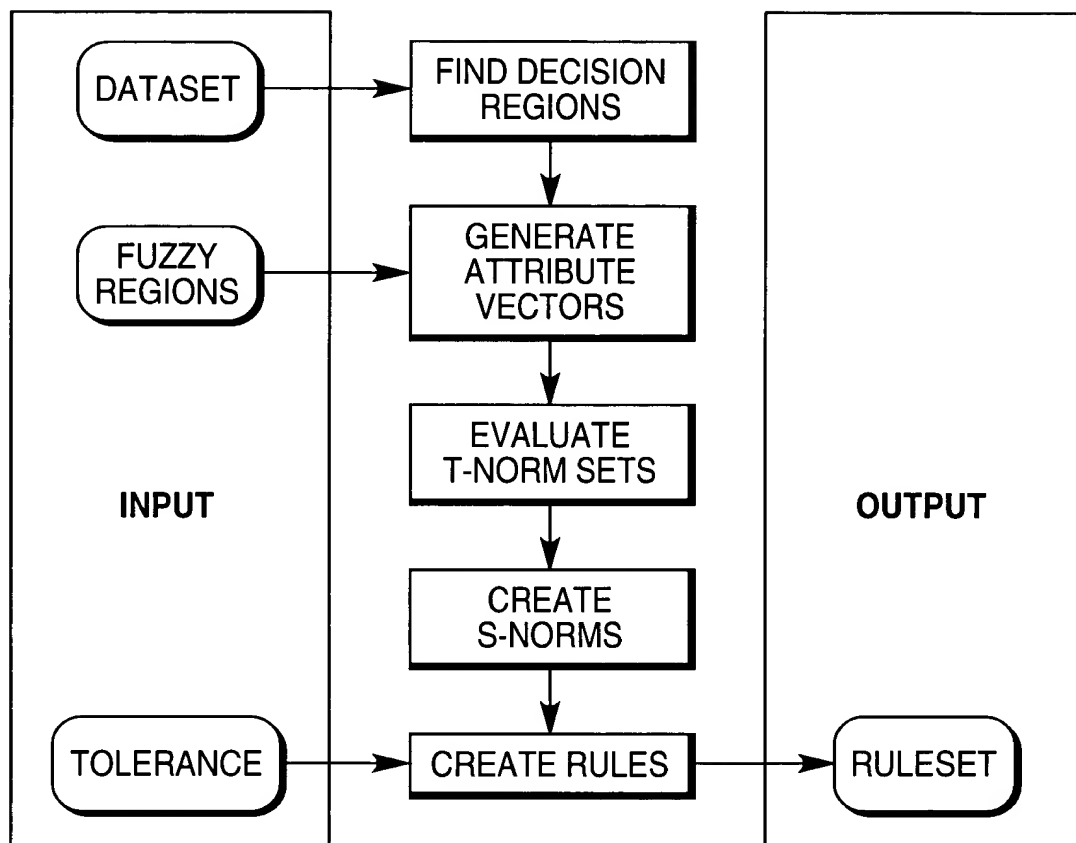 DATASET
FIND DECISION
REGIONS
FUZZY
REGIONS
GENERATE
ATTRIBUTE
VECTORS
EVALUATE
T-NORM SETS
INPUT
OUTPUT
CREATE
S-NORMS
TOLERANCE
CREATE RULES
RULESET